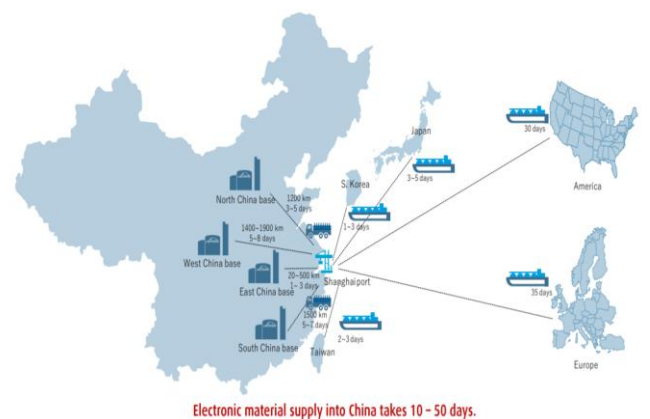 Japan
30 days
America
3~5 days
S. Korea
North China base
1200 km
3~5 days
1~3 days
1400~1900 km
5~8 days
West China base
20~500 km
1~ 3 days
East China base
Shanghaiport
35 days
1500 km
5~7 days
2~3 days
South China base
Taiwan
Europe
Electronic material supply into China takes 10 – 50 days.